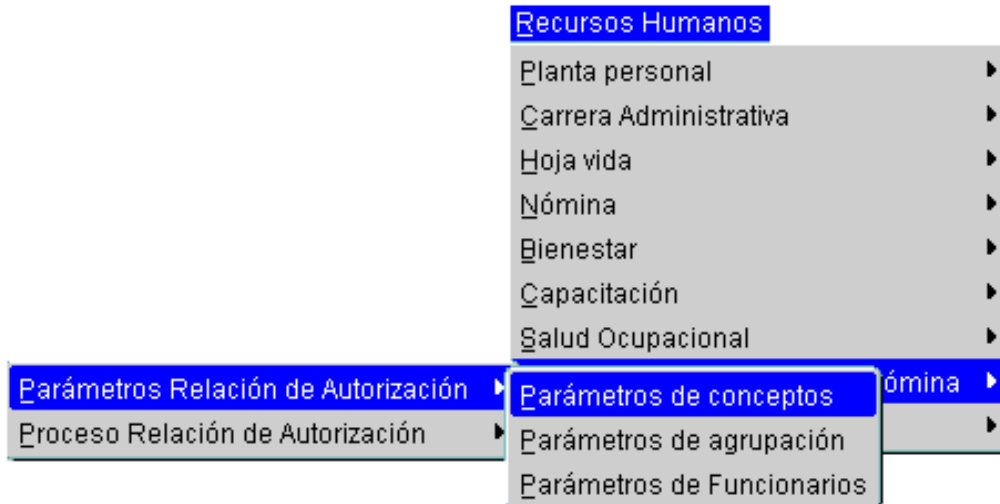 Recursos Humanos
Planta personal
Carrera Administrativa
Hoja vida
Nómina
Bienestar
Capacitación
Salud Ocupacional
ómina
Parámetros Relación de Autorización
Proceso Relación de Autorización
Parámetros de conceptos
Parámetros de agrupación
Parámetros de Funcionarios